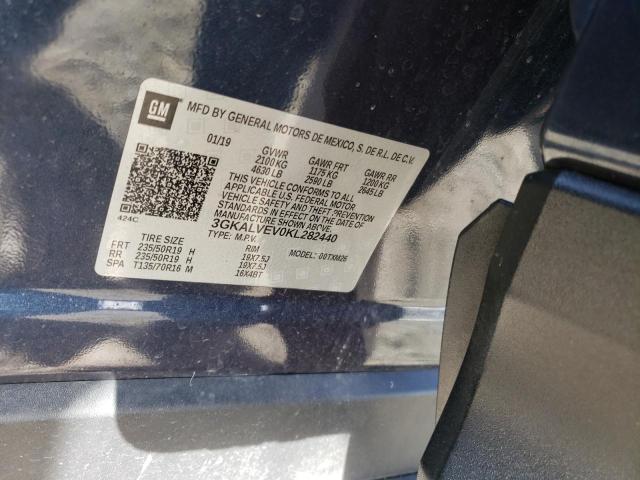 GM
MFD BY GENERAL MOTORS DE MEXICO, S. DE R.L. DE C.V.
01/19 GVWR GAWR FRT GAWR RR
2100 KG 1175 KG 1200 KG
4630 LB 2590 LB 2645 LB
THIS VEHICLE CONFORMS TO ALL
APPLICABLE U.S. FEDERAL MOTOR
VEHICLE SAFETY AND THEFT PREVENTION
STANDARDS IN EFFECT ON THE DATE OF
MANUFACTURE SHOWN ABOVE.
3GKALVEV0KL282440
424C
TYPE: M.P.V. MODEL: 00TXM26
TIRE SIZE RIM
FRT 235/50R19 H 19X7.5J
RR 235/50R19 H 19X7.5J
SPA T135/70R16 M 16X4BT